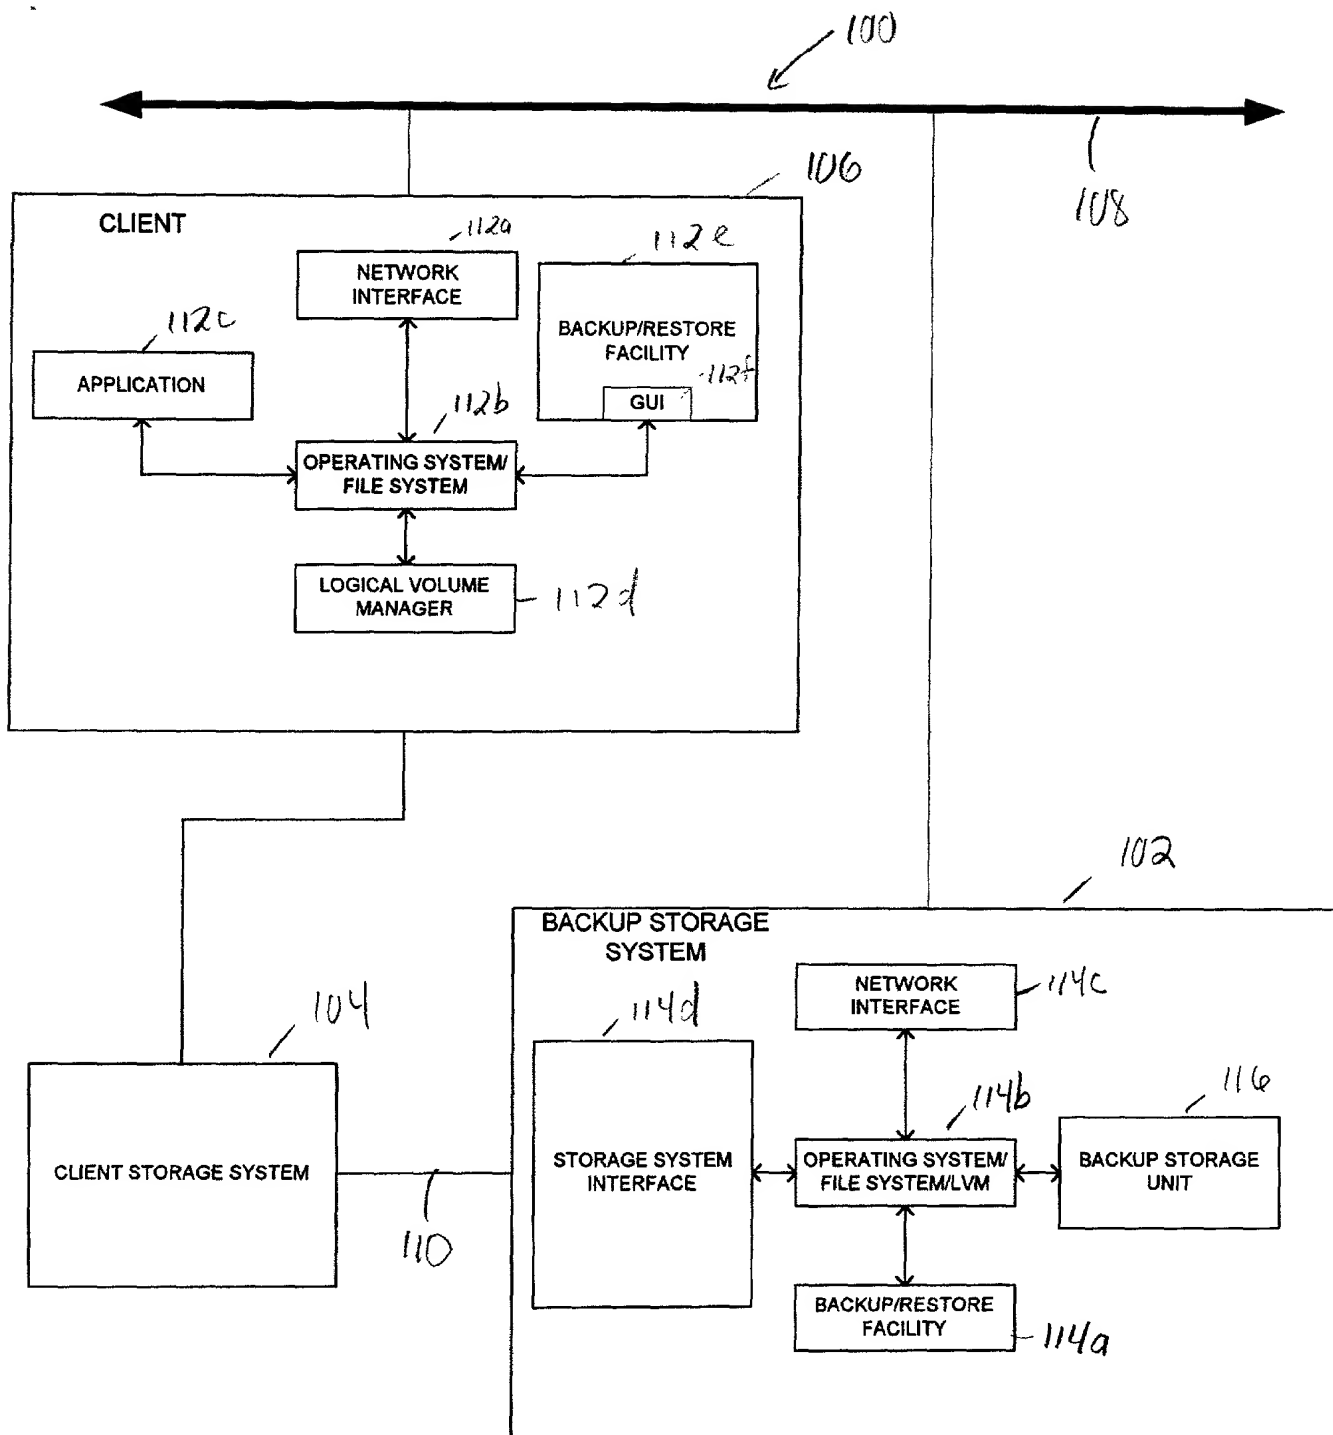 100
108
106
CLIENT
112a
NETWORK
INTERFACE
112e
BACKUP/RESTORE
FACILITY
112f
GUI
112c
APPLICATION
112b
OPERATING SYSTEM/
FILE SYSTEM
LOGICAL VOLUME
MANAGER
112d
102
BACKUP STORAGE
SYSTEM
104
CLIENT STORAGE SYSTEM
110
114d
STORAGE SYSTEM
INTERFACE
NETWORK
INTERFACE
114c
114b
OPERATING SYSTEM/
FILE SYSTEM/LVM
116
BACKUP STORAGE
UNIT
BACKUP/RESTORE
FACILITY
114a